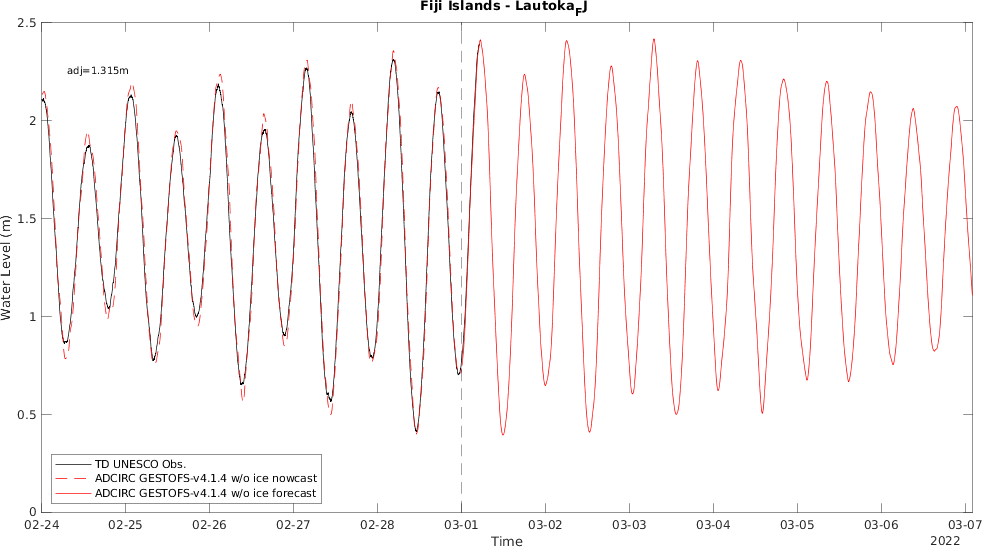 Fiji Islands - Lautoka_FJ
adj=1.315m
2.5
2
1.5
1
0.5
0
Water Level (m)
TD UNESCO Obs.
ADCIRC GESTOFS-v4.1.4 w/o ice nowcast
ADCIRC GESTOFS-v4.1.4 w/o ice forecast
02-24 02-25 02-26 02-27 02-28 03-01 03-02 03-03 03-04 03-05 03-06 03-07
Time
2022